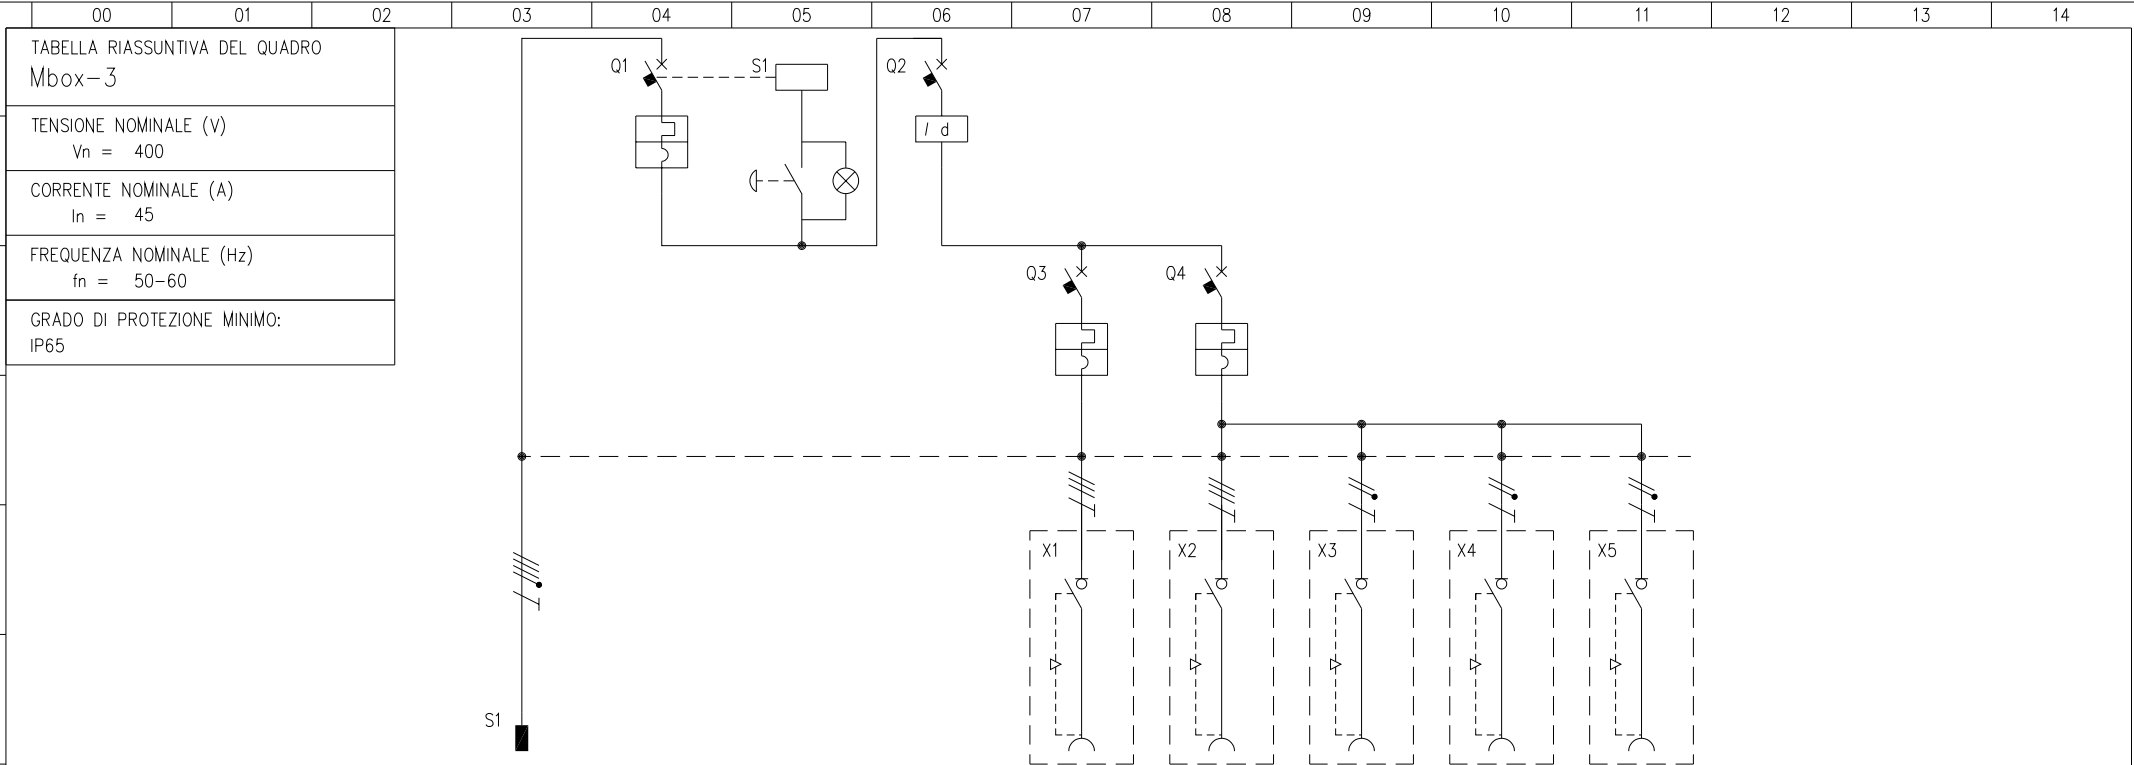 00 01 02 03 04 05 06 07 08 09 10 11 12 13 14
TABELLA RIASSUNTIVA DEL QUADRO
Mbox-3
TENSIONE NOMINALE (V)
Vn = 400
CORRENTE NOMINALE (A)
In = 45
FREQUENZA NOMINALE (Hz)
fn = 50-60
GRADO DI PROTEZIONE MINIMO:
IP65
Q1 S1 Q2
I d
Q3 Q4
X1 X2 X3 X4 X5
S1